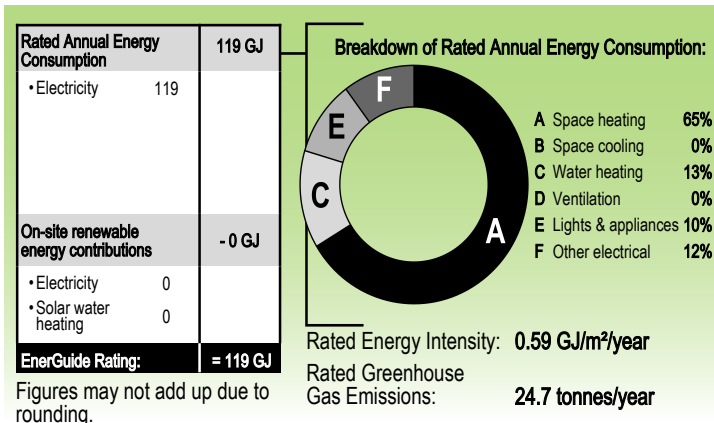 Rated Annual Energy
Consumption
119 GJ
• Electricity 119
On-site renewable
energy contributions
- 0 GJ
• Electricity 0
• Solar water
heating
0
EnerGuide Rating: = 119 GJ
Figures may not add up due to
rounding.
Breakdown of Rated Annual Energy Consumption:
F
E
C
A
A Space heating 65%
B Space cooling 0%
C Water heating 13%
D Ventilation 0%
E Lights & appliances 10%
F Other electrical 12%
Rated Energy Intensity: 0.59 GJ/m²/year
Rated Greenhouse
Gas Emissions: 24.7 tonnes/year